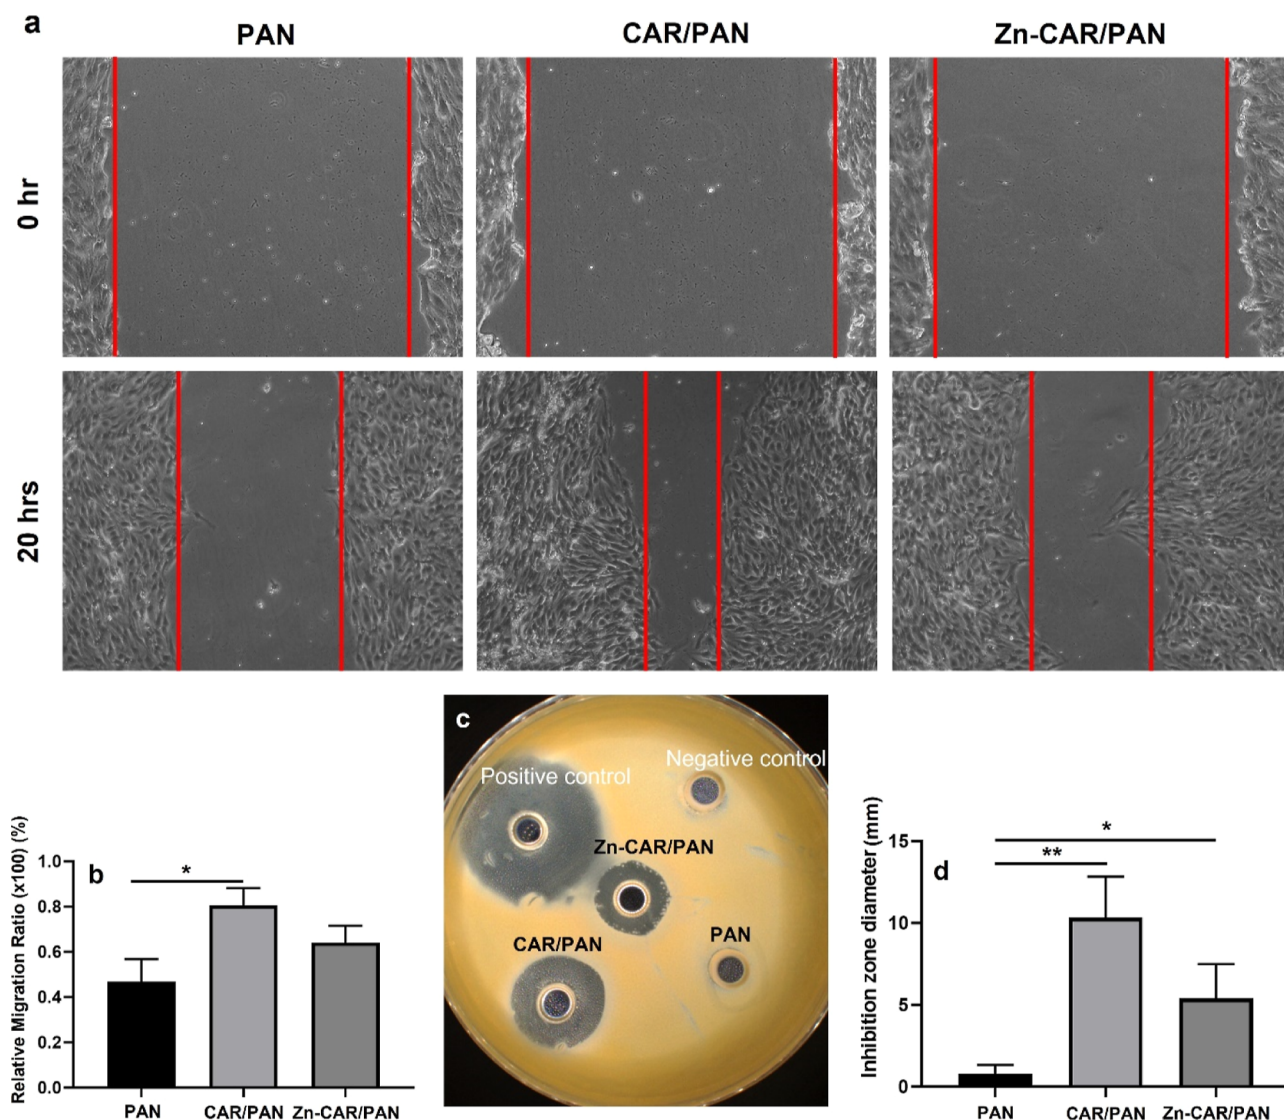 a
PAN
CAR/PAN
Zn-CAR/PAN
0 hr
20 hrs
b
Relative Migration Ratio (x100) (%)
1.0
0.8
0.6
0.4
0.2
0.0
*
PAN
CAR/PAN
Zn-CAR/PAN
c
Negative control
Positive control
Zn-CAR/PAN
CAR/PAN
PAN
d
Inhibition zone diameter (mm)
15
10
5
0
*
**
PAN
CAR/PAN
Zn-CAR/PAN